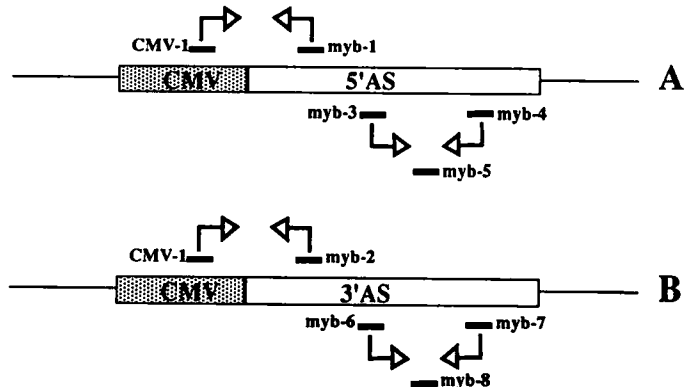 CMV-1 myb-1
CMV 5'AS A
myb-3 myb-4
myb-5
CMV-1 myb-2
CMV 3'AS B
myb-6 myb-7
myb-8